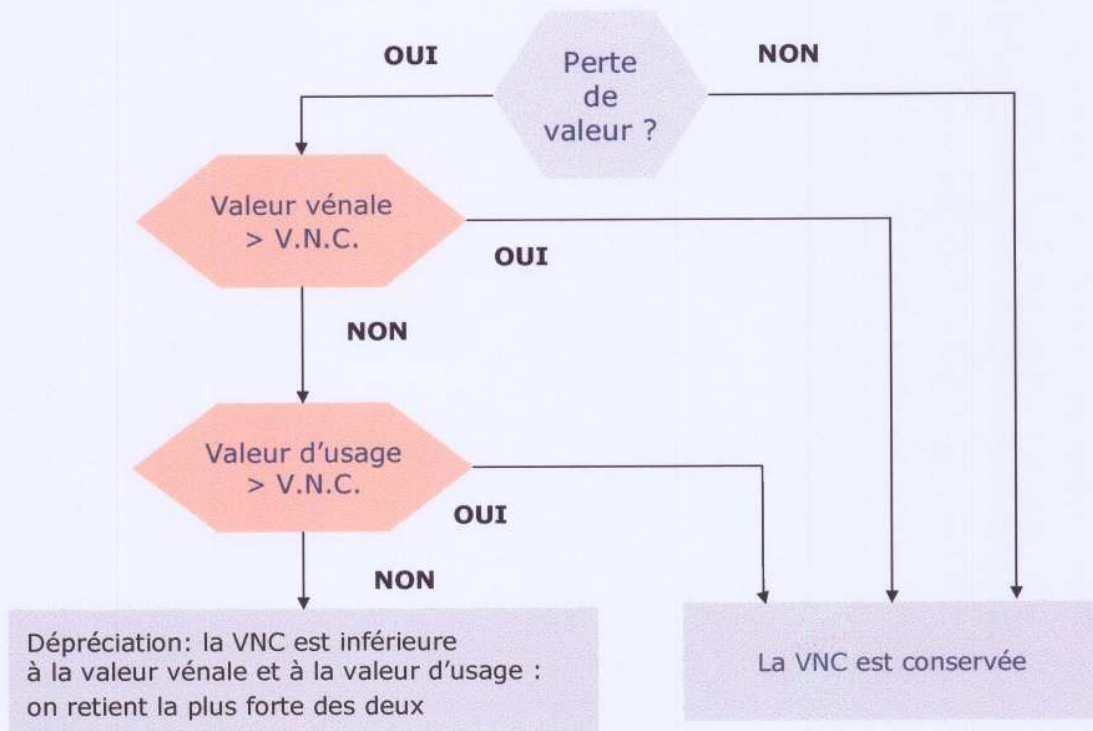 OUI
Perte
de
valeur ?
NON
Valeur vénale
> V.N.C.
OUI
NON
Valeur d'usage
> V.N.C.
OUI
NON
Dépréciation: la VNC est inférieure
à la valeur vénale et à la valeur d'usage :
on retient la plus forte des deux
La VNC est conservée